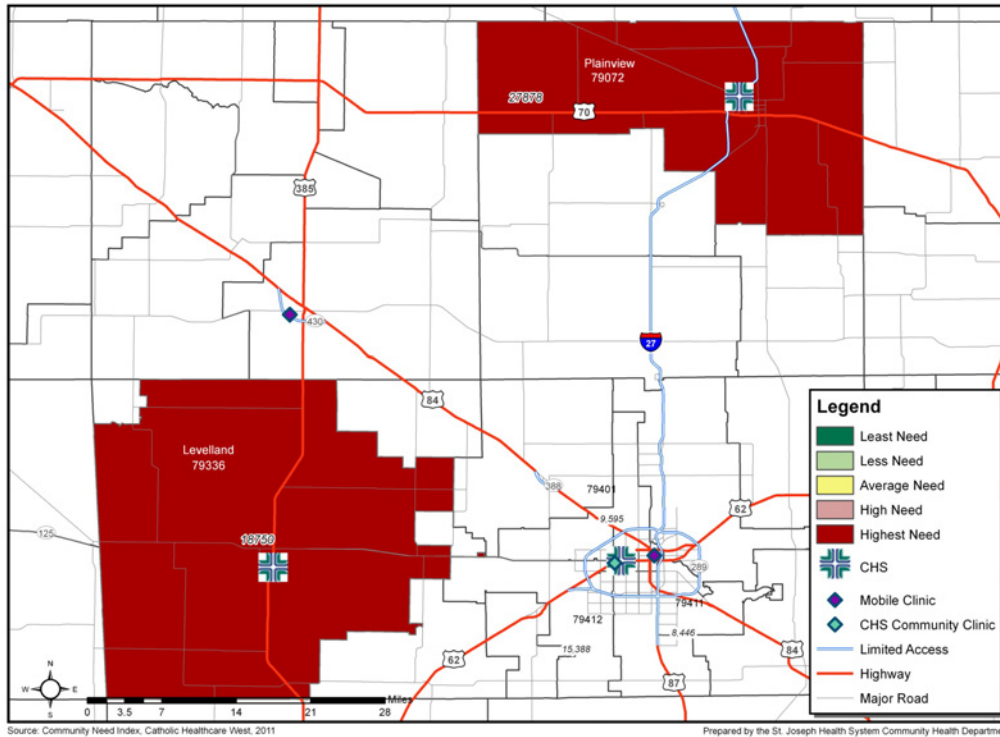 Plainview
79072
27878
70
385
27
430
84
Levelland
79336
388
79401
62
9,595
125
18750
289
79411
79412
8,446
15,388
62
84
87
N
W
E
S
Miles
0
3.5
7
14
21
28
Legend
Least Need
Less Need
Average Need
High Need
Highest Need
CHS
Mobile Clinic
CHS Community Clinic
Limited Access
Highway
Major Road
Source: Community Need Index, Catholic Healthcare West, 2011
Prepared by the St. Joseph Health System Community Health Departme